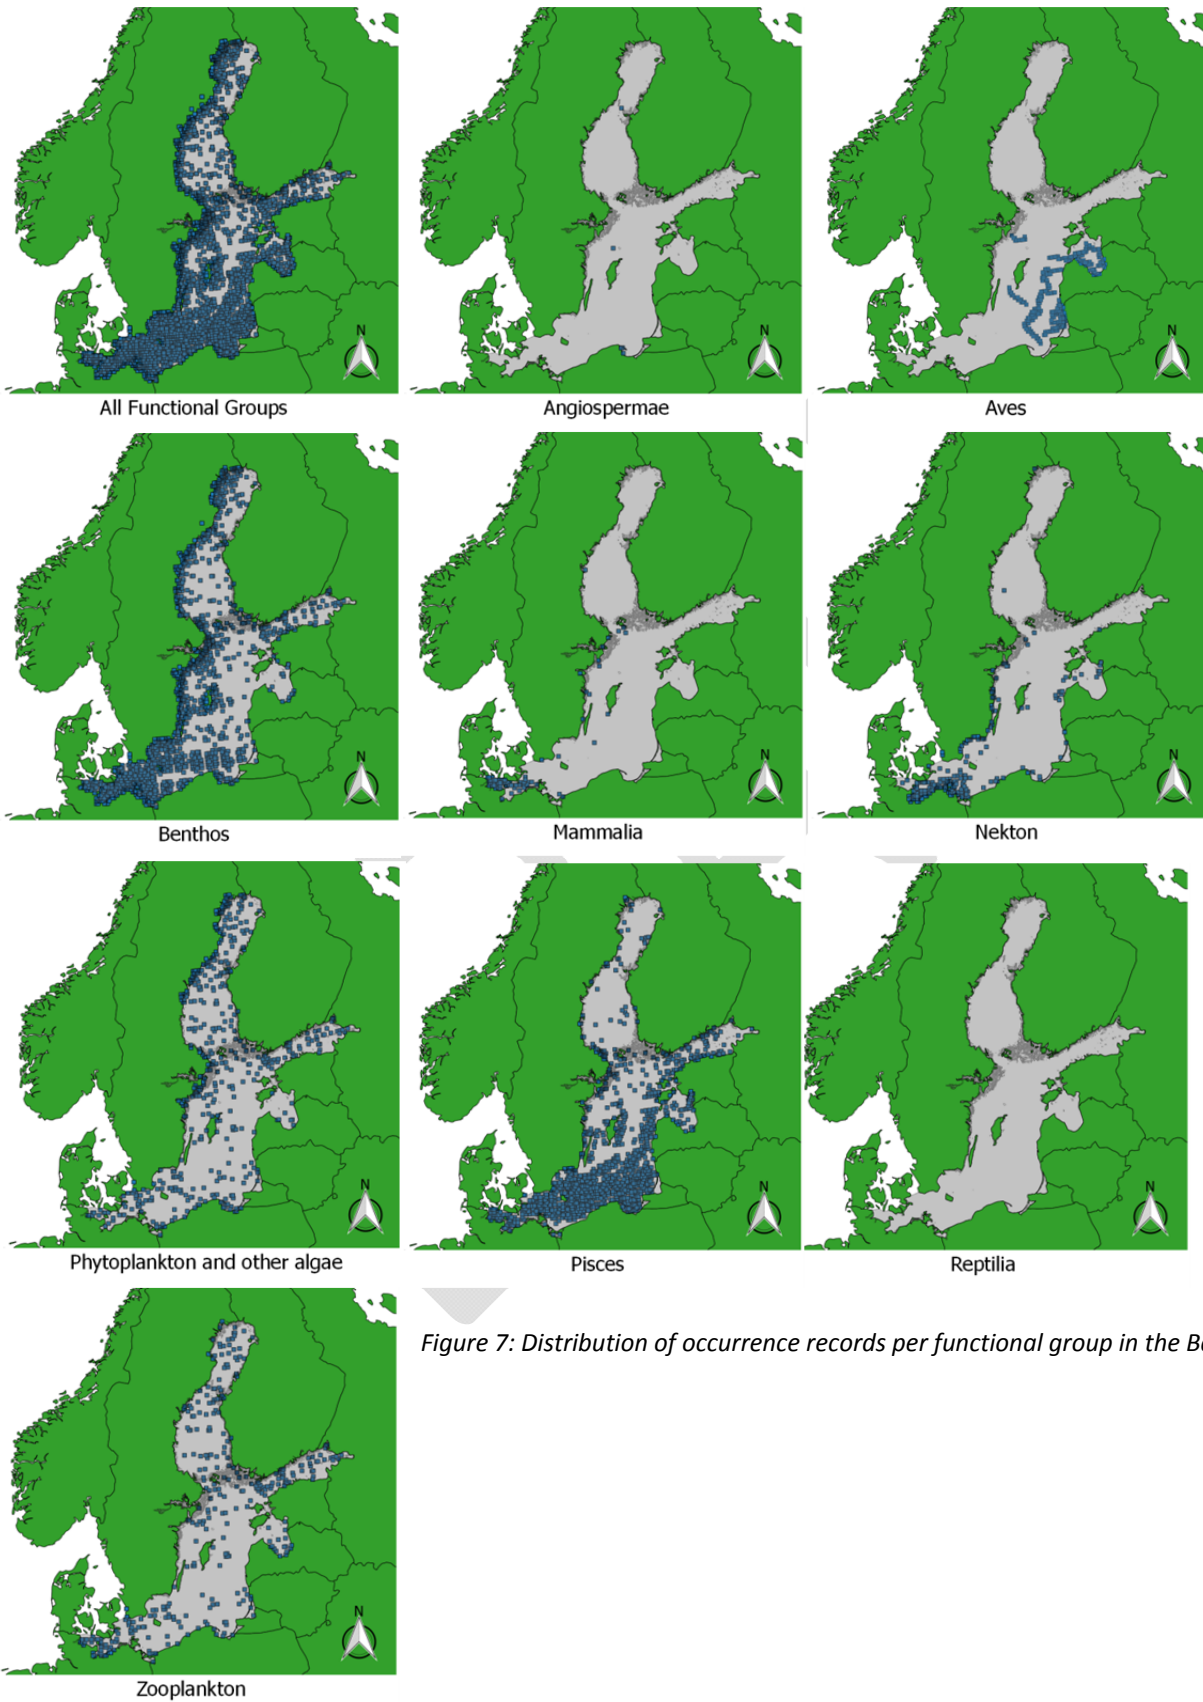 N
N
N
All Functional Groups
Angiospermae
Aves
N
N
N
Benthos
Mammalia
Nekton
N
N
N
Phytoplankton and other algae
Pisces
Reptilia
Figure 7: Distribution of occurrence records per functional group in the
N
Zooplankton